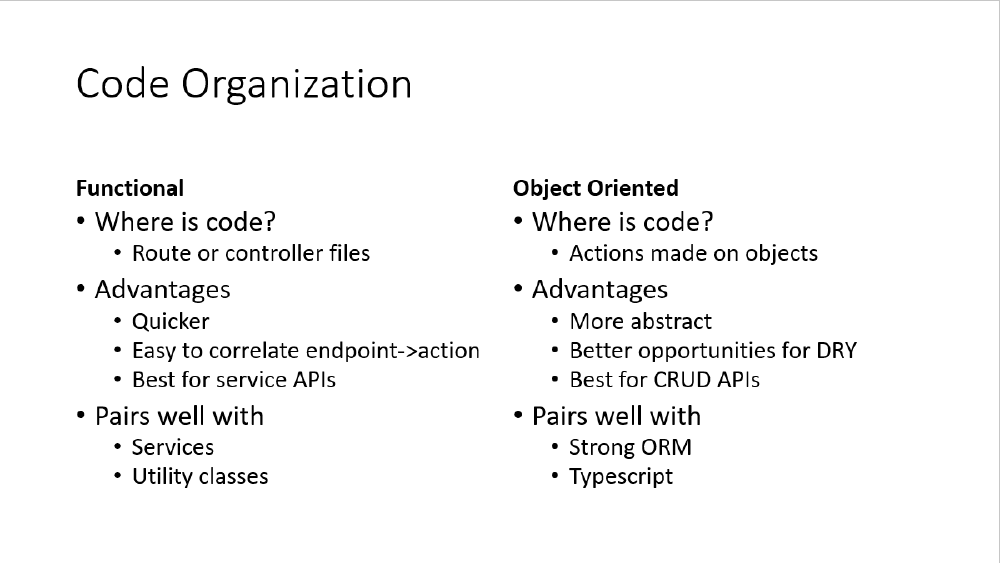 Code Organization
Functional
• Where is code?
• Route or controller files
• Advantages
• Quicker
• Easy to correlate endpoint->action
• Best for service APIs
• Pairs well with
• Services
• Utility classes
Object Oriented
• Where is code?
• Actions made on objects
• Advantages
• More abstract
• Better opportunities for DRY
• Best for CRUD APIs
• Pairs well with
• Strong ORM
• Typescript